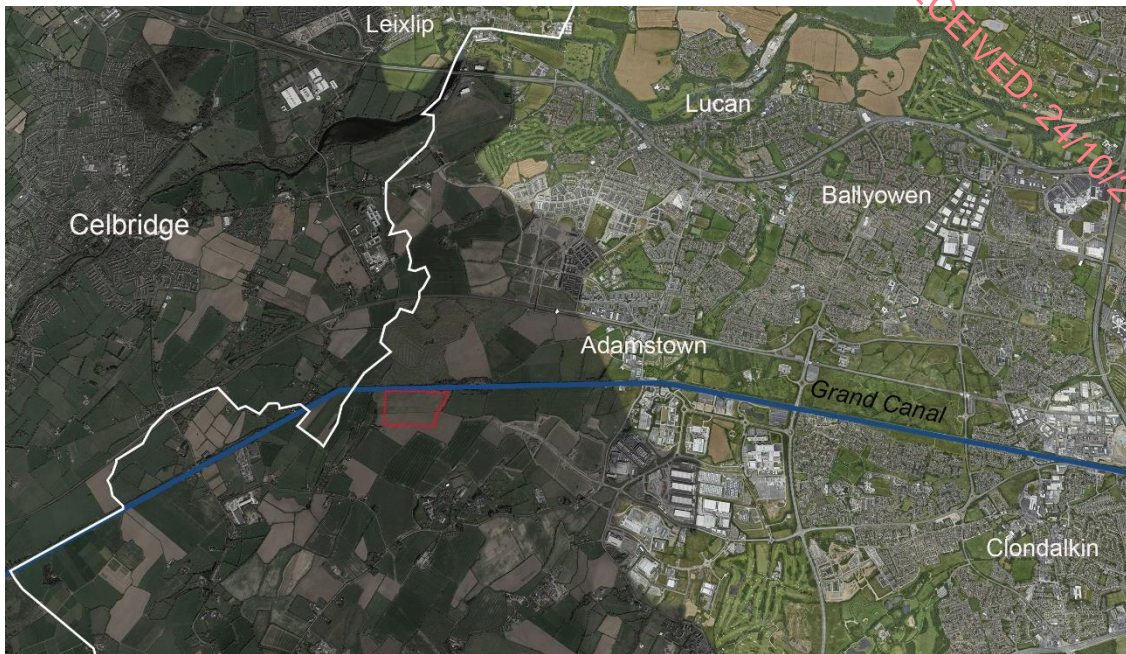 Leixlip
RECEIVED: 24/10/2
Lucan
Ballyowen
Celbridge
Adamstown
Grand Canal
Clondalkin